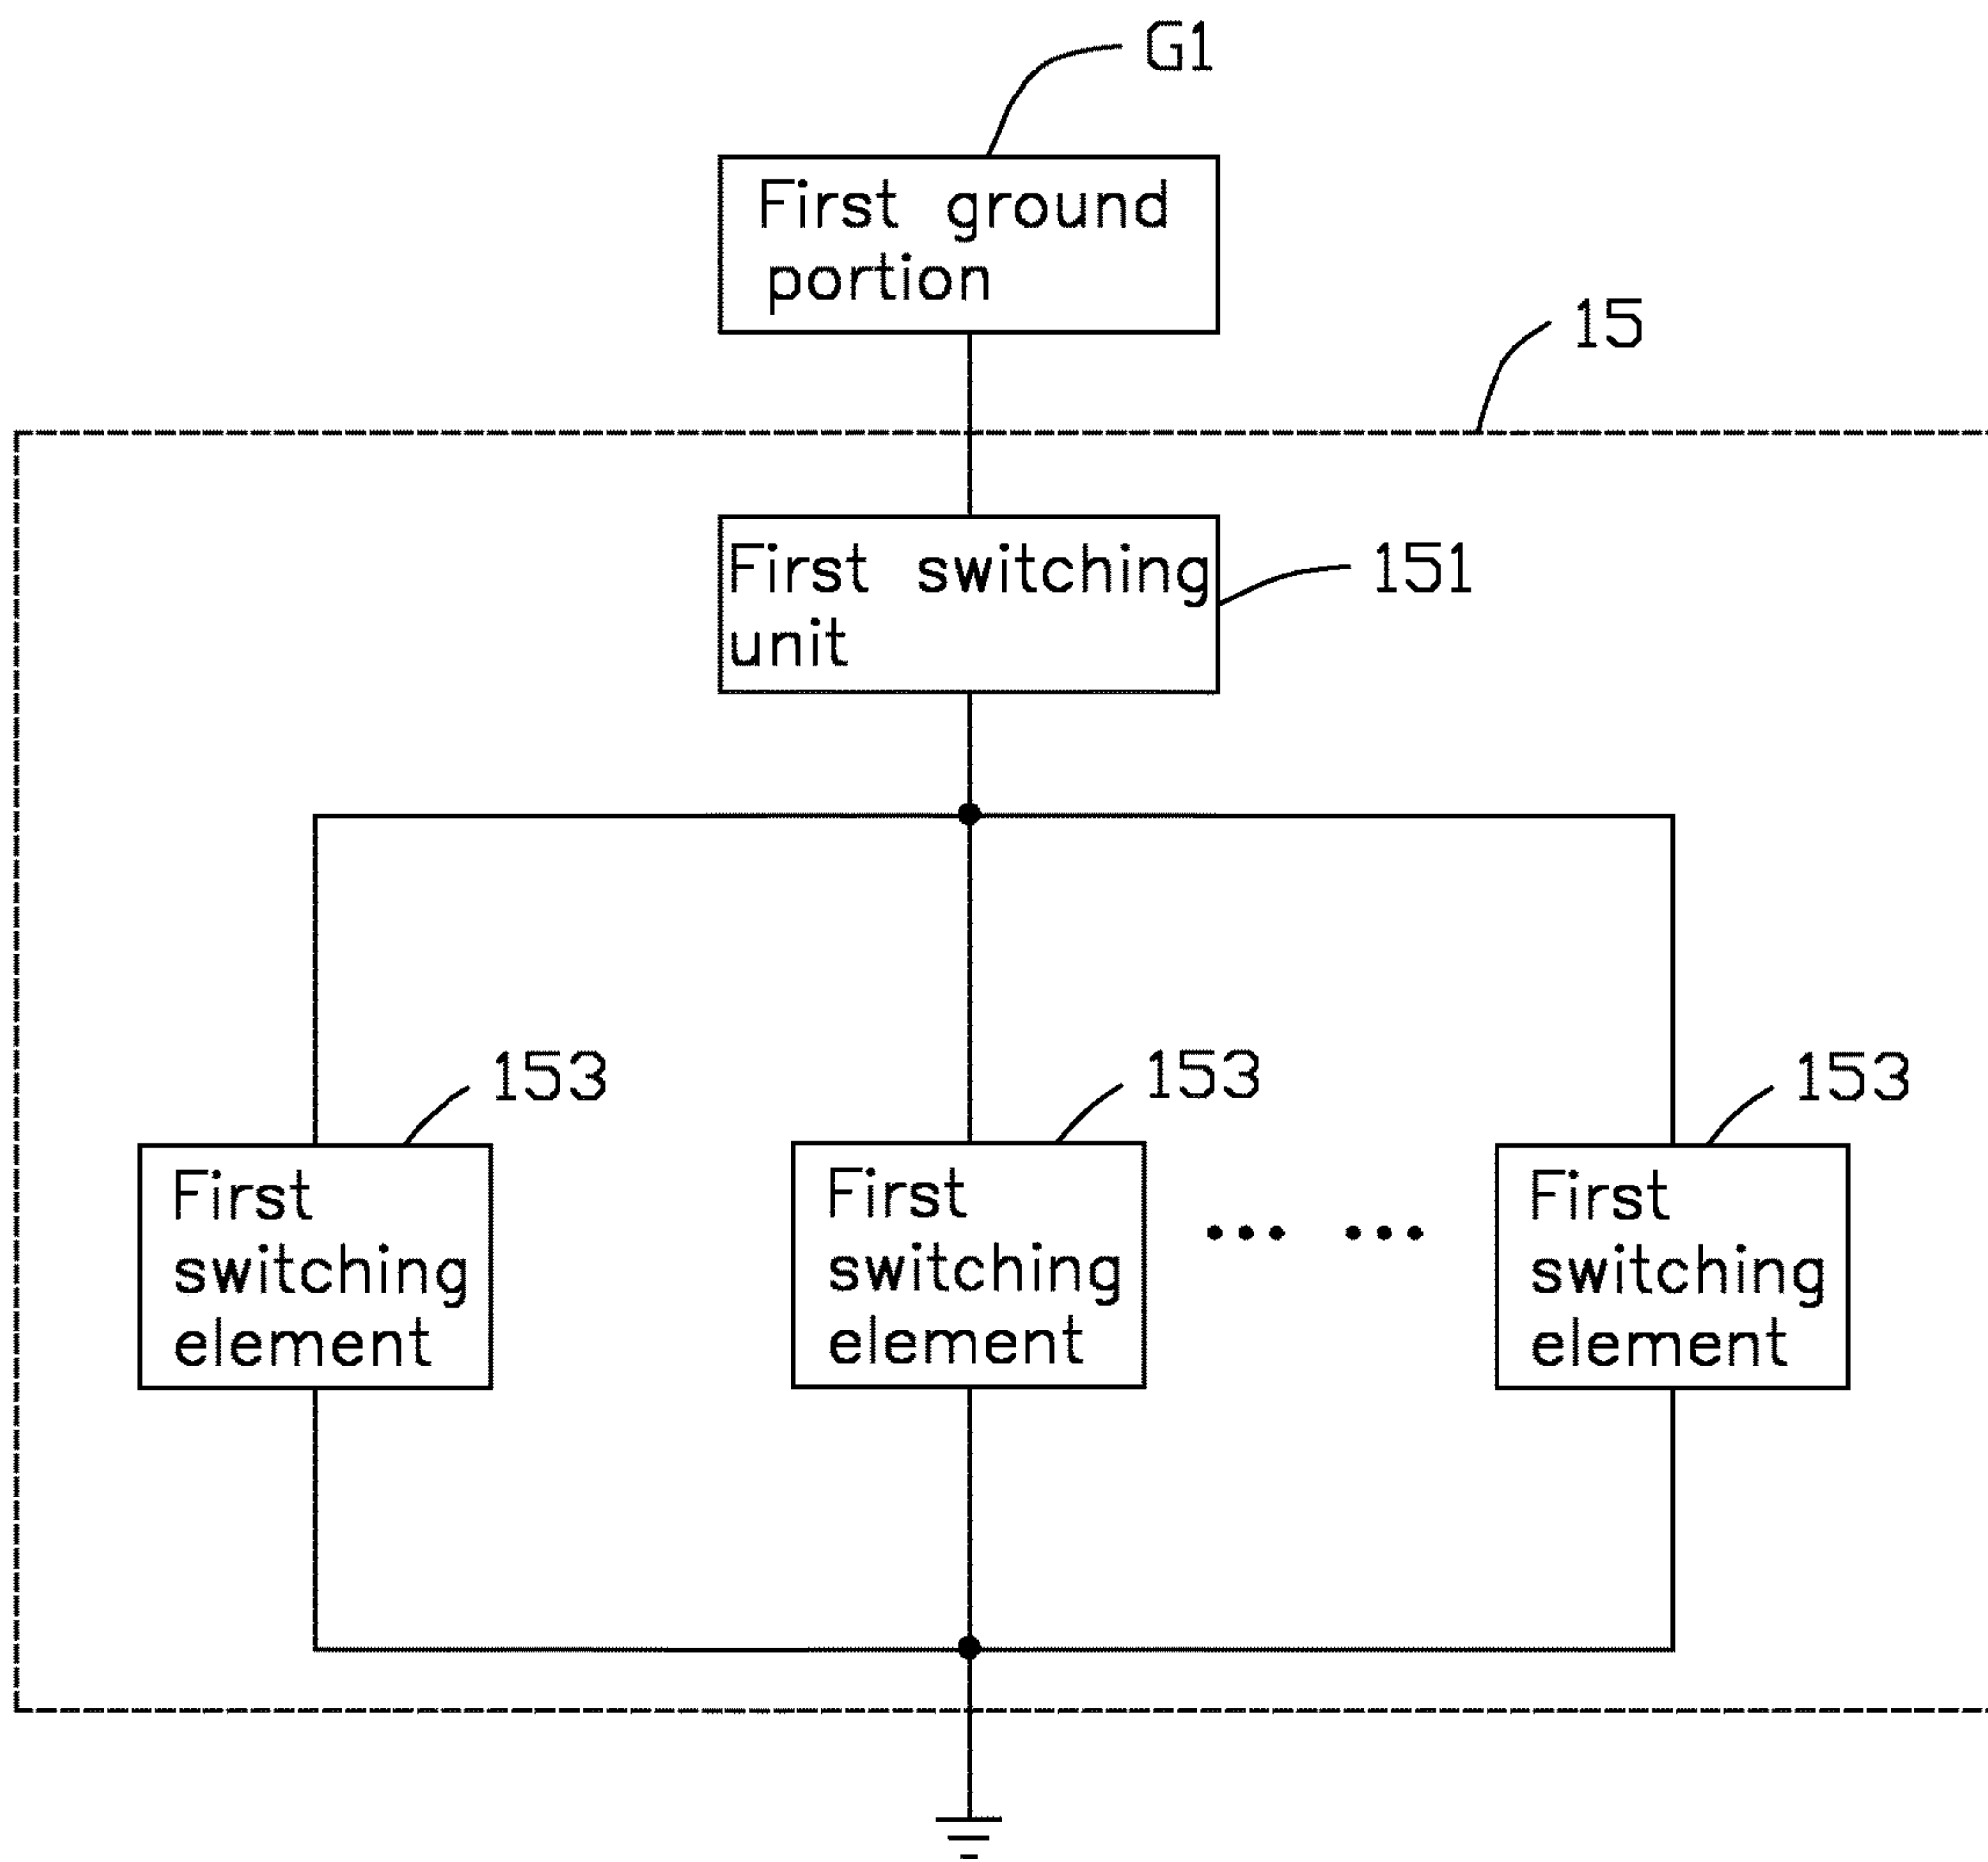 G1
First ground
portion
15
First switching
unit
151
153
153
153
First
switching
element
First
switching
element
First
switching
element